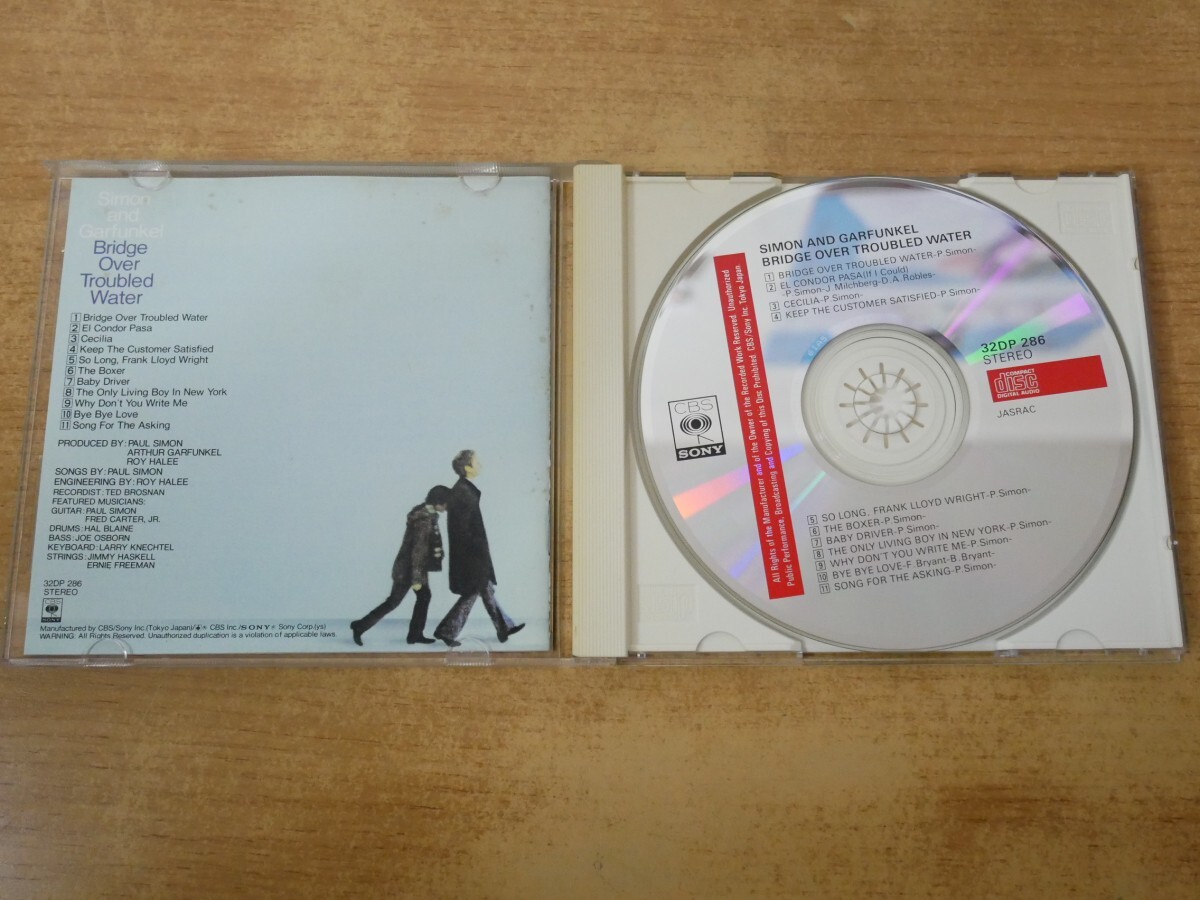 Simon
and
Garfunkel
Bridge
Over
Troubled
Water
1 Bridge Over Troubled Water
2 El Condor Pasa
3 Cecilia
4 Keep The Customer Satisfied
5 So Long, Frank Lloyd Wright
6 The Boxer
7 Baby Driver
8 The Only Living Boy In New York
9 Why Don't You Write Me
10 Bye Bye Love
11 Song For The Asking
PRODUCED BY: PAUL SIMON
ARTHUR GARFUNKEL
ROY HALEE
SONGS BY: PAUL SIMON
ENGINEERING BY: ROY HALEE
RECORDIST: TED BROSNAN
FEATURED MUSICIANS:
GUITAR: PAUL SIMON
FRED CARTER, JR.
DRUMS: HAL BLAINE
BASS: JOE OSBORN
KEYBOARD: LARRY KNECHTEL
STRINGS: JIMMY HASKELL
ERNIE FREEMAN
32DP 286
STEREO
CBS
SONY
Manufactured by CBS/Sony Inc. (Tokyo Japan)/ CBS Inc./SONY Sony Corp.(ys)
WARNING: All Rights Reserved. Unauthorized duplication is a violation of applicable laws.
SIMON AND GARFUNKEL
BRIDGE OVER TROUBLED WATER
1 BRIDGE OVER TROUBLED WATER-P.Simon-
2 EL CONDOR PASA(If I Could)
-P.Simon-J.Milchberg-D.A.Robles-
3 CECILIA-P.Simon-
4 KEEP THE CUSTOMER SATISFIED-P.Simon-
32DP 286
STEREO
COMPACT
disc
DIGITAL AUDIO
JASRAC
CBS
SONY
All Rights of the Manufacturer and of the Owner of the Recorded Work Reserved. Unauthorized
Public Performance, Broadcasting and Copying of this Disc Prohibited. CBS/Sony Inc. Tokyo Japan.
5 SO LONG, FRANK LLOYD WRIGHT-P.Simon-
6 THE BOXER-P.Simon-
7 BABY DRIVER-P.Simon-
8 THE ONLY LIVING BOY IN NEW YORK-P.Simon-
9 WHY DON'T YOU WRITE ME-P.Simon-
10 BYE BYE LOVE-F.Bryant-B.Bryant-
11 SONG FOR THE ASKING-P.Simon-